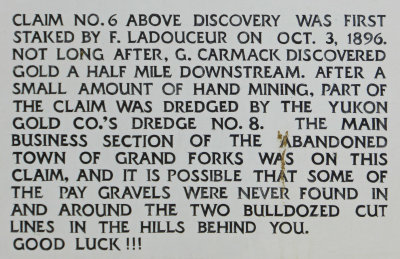 CLAIM NO. 6 ABOVE DISCOVERY WAS FIRST
STAKED BY F. LADOUCEUR ON OCT. 3, 1896.
NOT LONG AFTER, G. CARMACK DISCOVERED
GOLD A HALF MILE DOWNSTREAM. AFTER A
SMALL AMOUNT OF HAND MINING, PART OF
THE CLAIM WAS DREDGED BY THE YUKON
GOLD CO.'S DREDGE NO. 8. THE MAIN
BUSINESS SECTION OF THE ABANDONED
TOWN OF GRAND FORKS WAS ON THIS
CLAIM, AND IT IS POSSIBLE THAT SOME OF
THE PAY GRAVELS WERE NEVER FOUND IN
AND AROUND THE TWO BULLDOZED CUT
LINES IN THE HILLS BEHIND YOU.
GOOD LUCK !!!